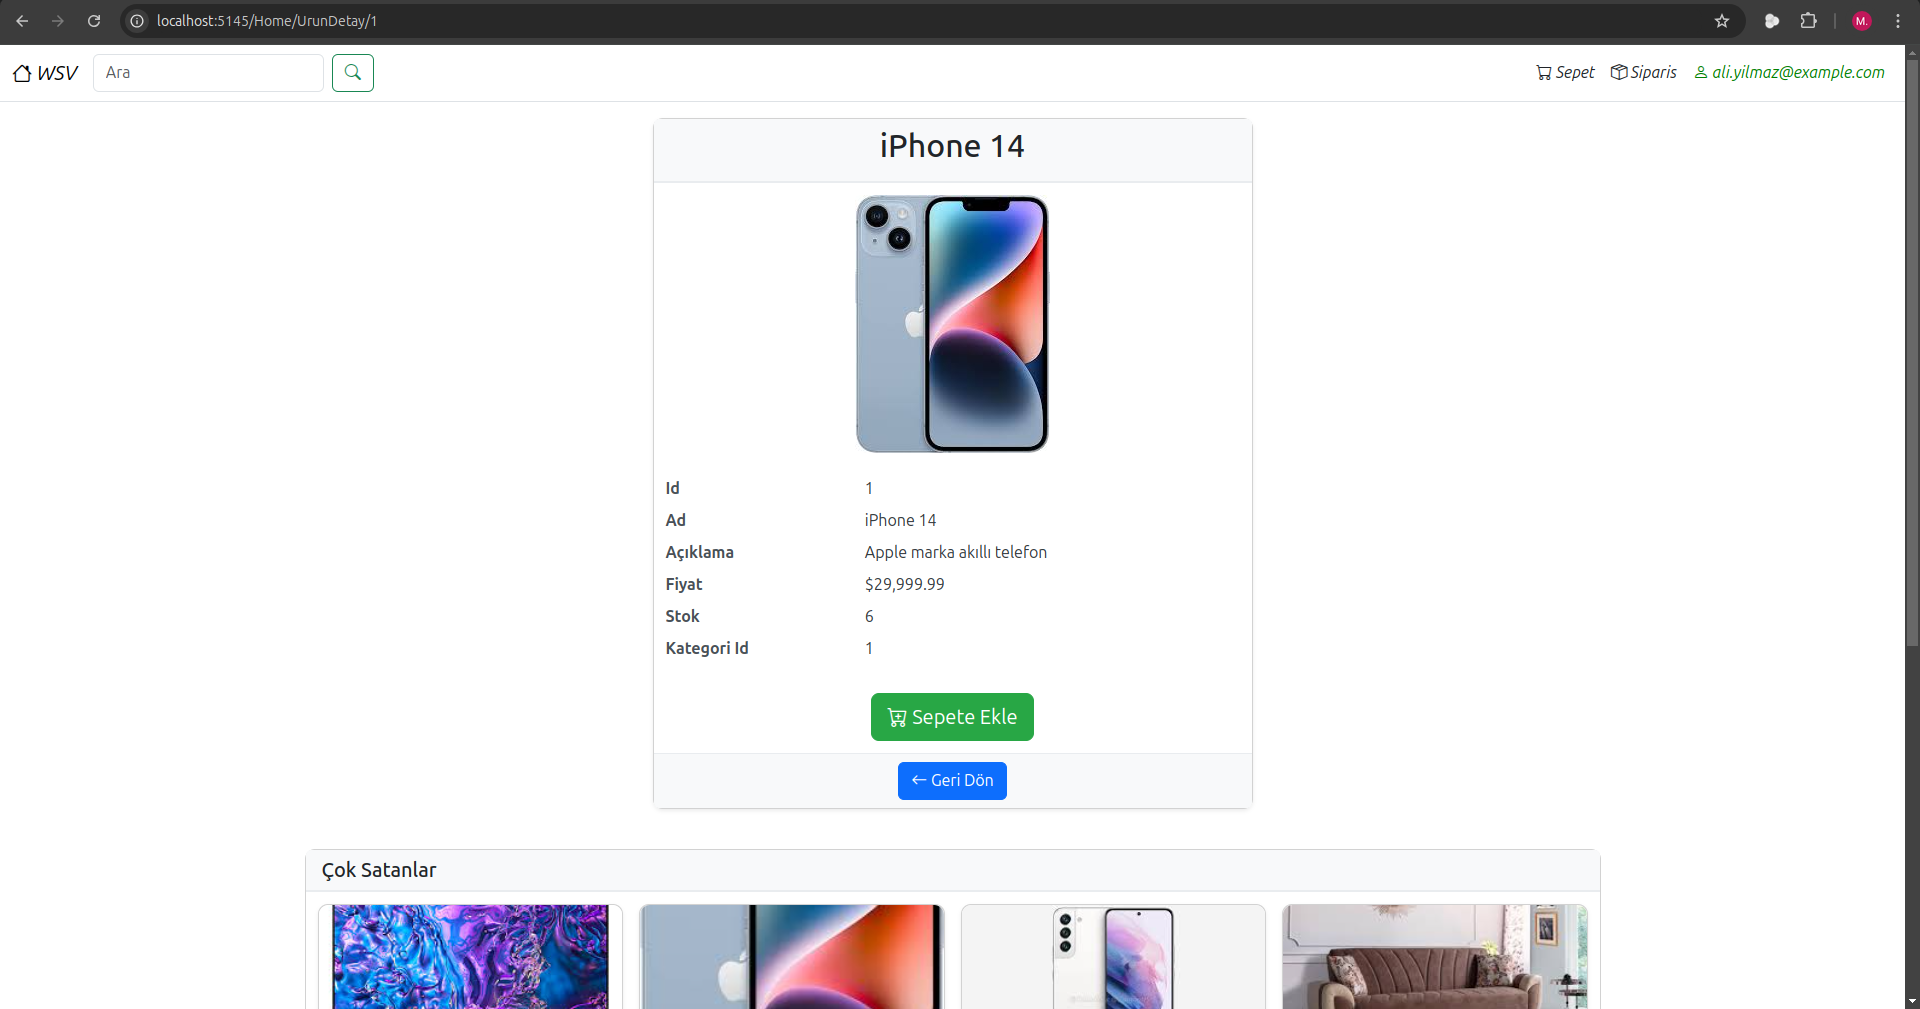 localhost:5145/Home/UrunDetay/1
M.
WSV
Ara
Sepet
Siparis
ali.yilmaz@example.com
iPhone 14
Id 1
Ad iPhone 14
Açıklama Apple marka akıllı telefon
Fiyat $29,999.99
Stok 6
Kategori Id 1
Sepete Ekle
← Geri Dön
Çok Satanlar